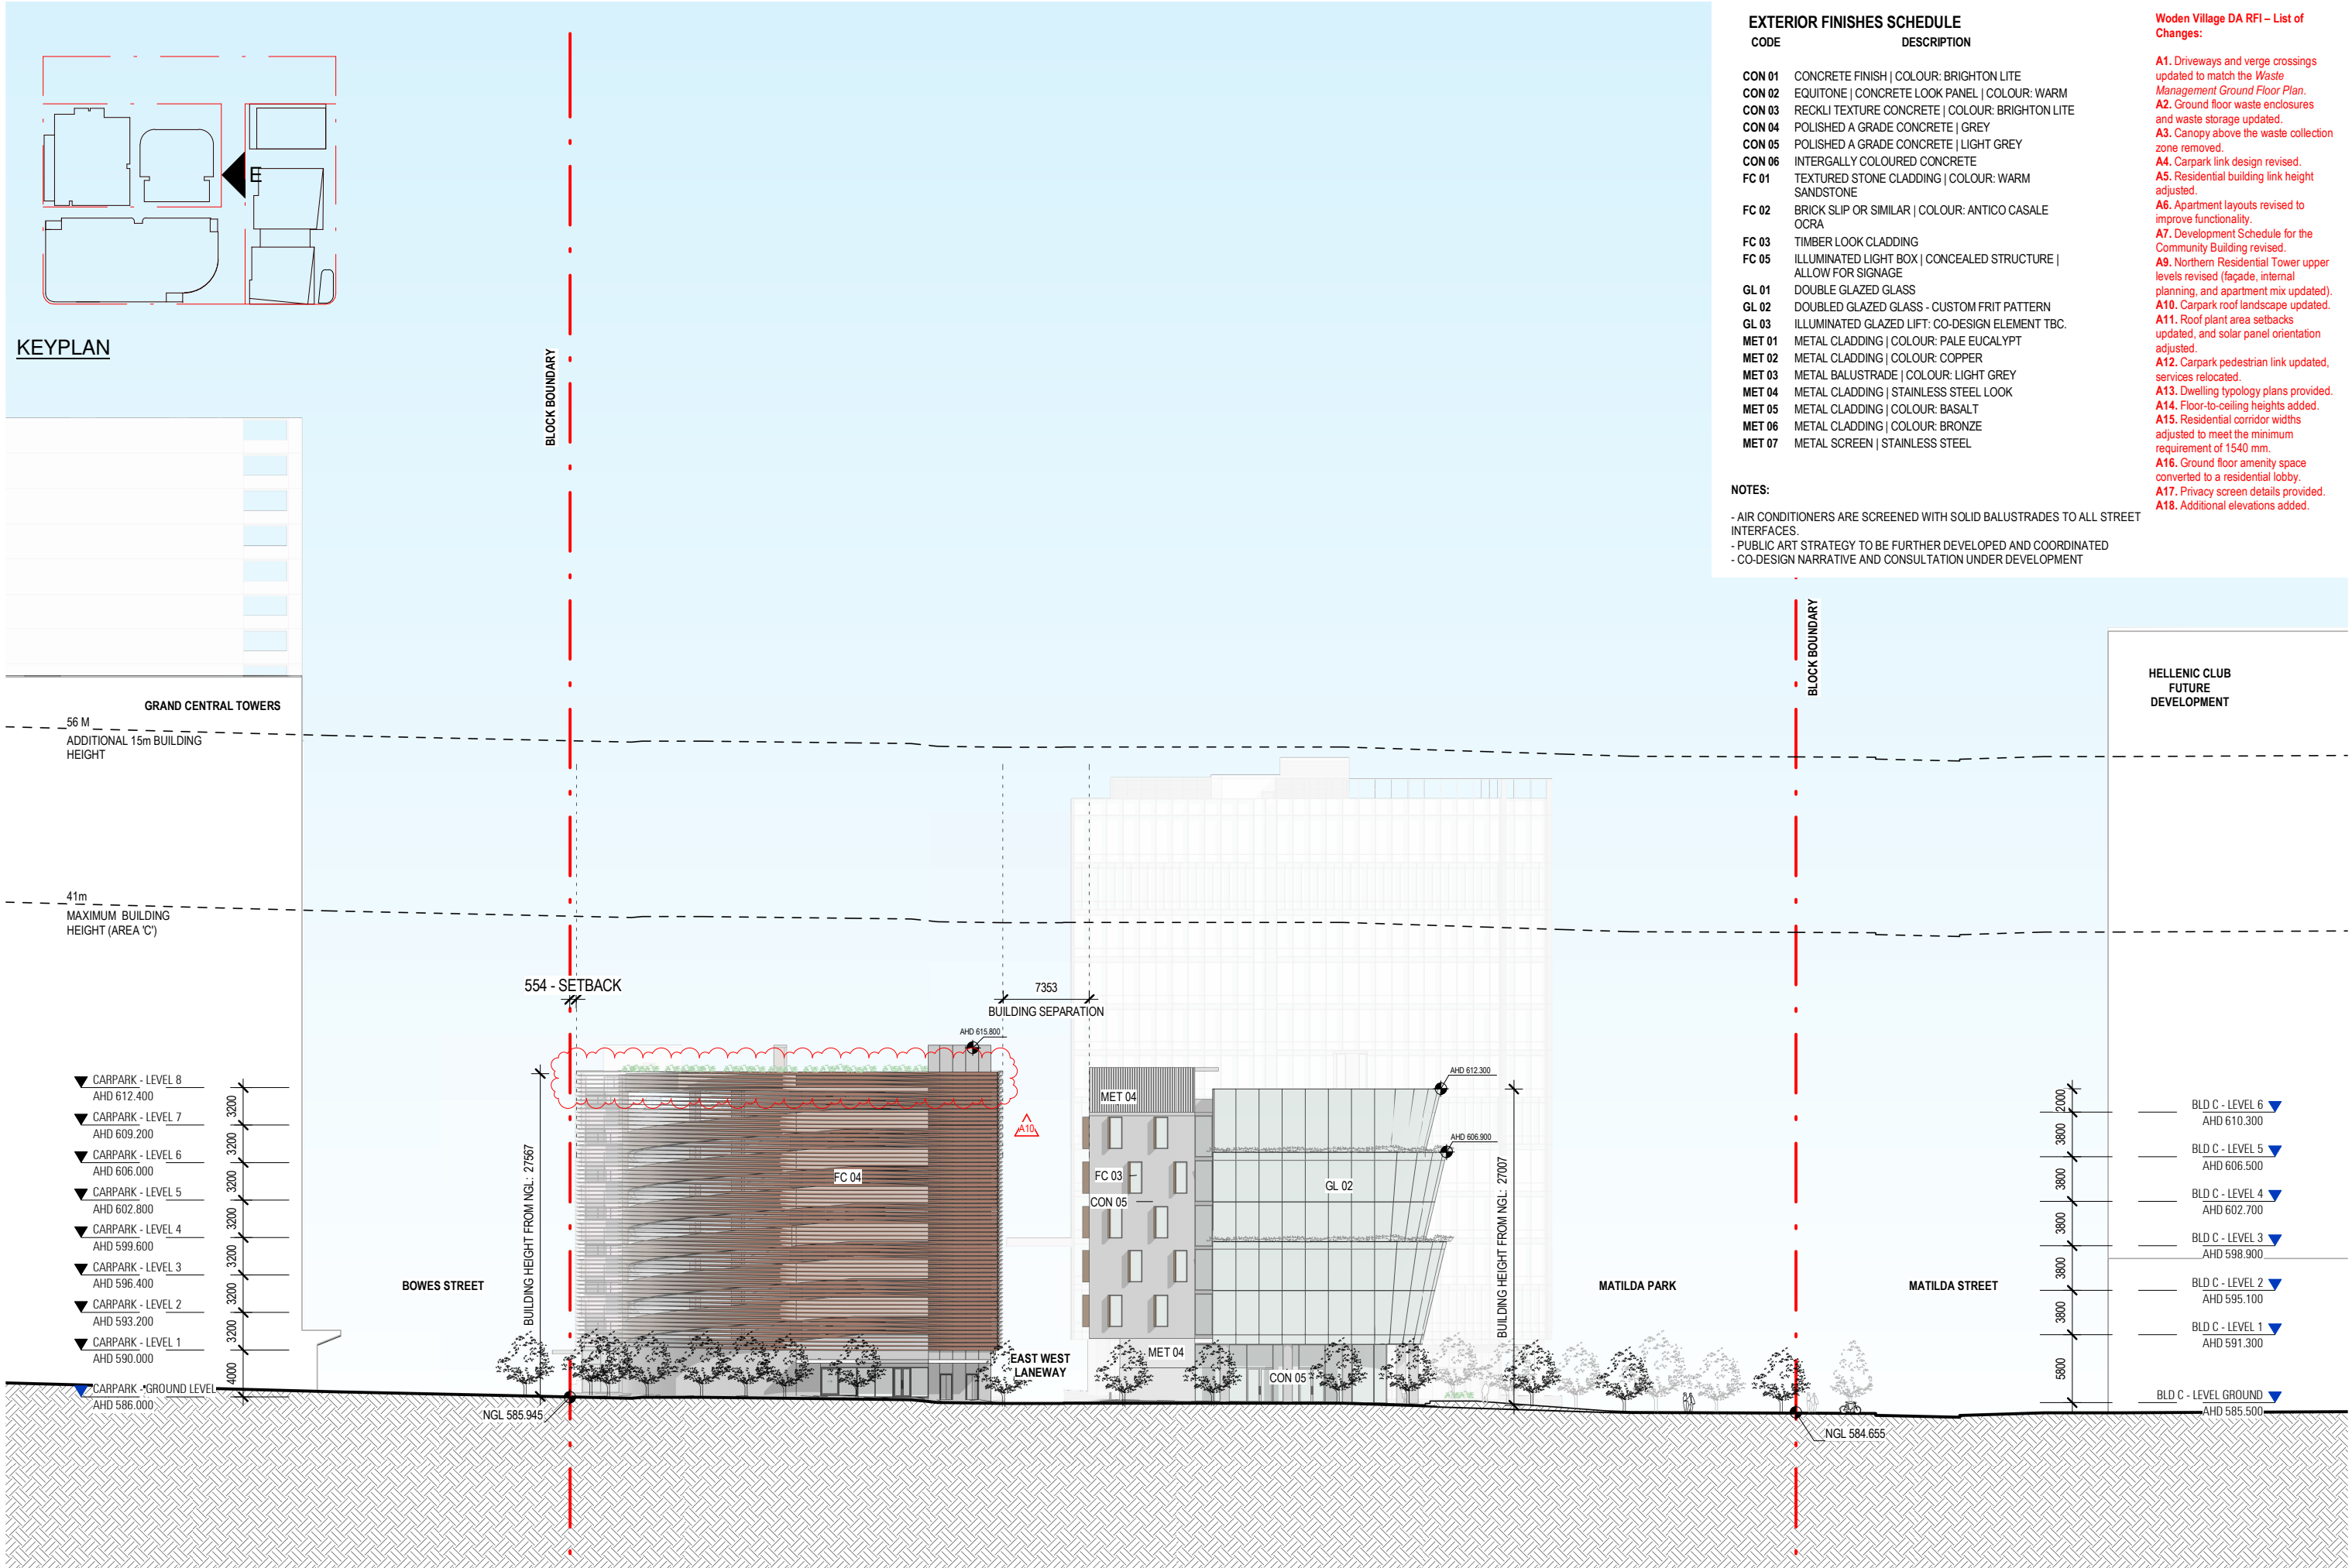 EXTERIOR FINISHES SCHEDULE
CODE DESCRIPTION
CON 01 CONCRETE FINISH | COLOUR: BRIGHTON LITE
CON 02 EQUITONE | CONCRETE LOOK PANEL | COLOUR: WARM
CON 03 RECKLI TEXTURE CONCRETE | COLOUR: BRIGHTON LITE
CON 04 POLISHED A GRADE CONCRETE | GREY
CON 05 POLISHED A GRADE CONCRETE | LIGHT GREY
CON 06 INTERGALLY COLOURED CONCRETE
FC 01 TEXTURED STONE CLADDING | COLOUR: WARM
SANDSTONE
FC 02 BRICK SLIP OR SIMILAR | COLOUR: ANTICO CASALE
OCRA
FC 03 TIMBER LOOK CLADDING
FC 05 ILLUMINATED LIGHT BOX | CONCEALED STRUCTURE |
ALLOW FOR SIGNAGE
GL 01 DOUBLE GLAZED GLASS
GL 02 DOUBLED GLAZED GLASS - CUSTOM FRIT PATTERN
GL 03 ILLUMINATED GLAZED LIFT: CO-DESIGN ELEMENT TBC.
MET 01 METAL CLADDING | COLOUR: PALE EUCALYPT
MET 02 METAL CLADDING | COLOUR: COPPER
MET 03 METAL BALUSTRADE | COLOUR: LIGHT GREY
MET 04 METAL CLADDING | STAINLESS STEEL LOOK
MET 05 METAL CLADDING | COLOUR: BASALT
MET 06 METAL CLADDING | COLOUR: BRONZE
MET 07 METAL SCREEN | STAINLESS STEEL
NOTES:
- AIR CONDITIONERS ARE SCREENED WITH SOLID BALUSTRADES TO ALL STREET
INTERFACES.
- PUBLIC ART STRATEGY TO BE FURTHER DEVELOPED AND COORDINATED
- CO-DESIGN NARRATIVE AND CONSULTATION UNDER DEVELOPMENT
Woden Village DA RFI – List of
Changes:
A1. Driveways and verge crossings
updated to match the Waste
Management Ground Floor Plan.
A2. Ground floor waste enclosures
and waste storage updated.
A3. Canopy above the waste collection
zone removed.
A4. Carpark link design revised.
A5. Residential building link height
adjusted.
A6. Apartment layouts revised to
improve functionality.
A7. Development Schedule for the
Community Building revised.
A9. Northern Residential Tower upper
levels revised (façade, internal
planning, and apartment mix updated).
A10. Carpark roof landscape updated.
A11. Roof plant area setbacks
updated, and solar panel orientation
adjusted.
A12. Carpark pedestrian link updated,
services relocated.
A13. Dwelling typology plans provided.
A14. Floor-to-ceiling heights added.
A15. Residential corridor widths
adjusted to meet the minimum
requirement of 1540 mm.
A16. Ground floor amenity space
converted to a residential lobby.
A17. Privacy screen details provided.
A18. Additional elevations added.
E
KEYPLAN
BLOCK BOUNDARY
BLOCK BOUNDARY
GRAND CENTRAL TOWERS
56 M
ADDITIONAL 15m BUILDING
HEIGHT
41m
MAXIMUM BUILDING
HEIGHT (AREA 'C')
HELLENIC CLUB
FUTURE
DEVELOPMENT
554 - SETBACK
7353
BUILDING SEPARATION
AHD 615.800
AHD 612.300
AHD 606.900
A10
MET 04
FC 04
FC 03
CON 05
GL 02
MET 04
CON 05
BUILDING HEIGHT FROM NGL: 27567
BUILDING HEIGHT FROM NGL: 27007
BOWES STREET
EAST WEST
LANEWAY
MATILDA PARK
MATILDA STREET
NGL 585.945
NGL 584.655
CARPARK - LEVEL 8
AHD 612.400
3200
CARPARK - LEVEL 7
AHD 609.200
3200
CARPARK - LEVEL 6
AHD 606.000
3200
CARPARK - LEVEL 5
AHD 602.800
3200
CARPARK - LEVEL 4
AHD 599.600
3200
CARPARK - LEVEL 3
AHD 596.400
3200
CARPARK - LEVEL 2
AHD 593.200
3200
CARPARK - LEVEL 1
AHD 590.000
4000
CARPARK - GROUND LEVEL
AHD 586.000
2000
BLD C - LEVEL 6
AHD 610.300
3800
BLD C - LEVEL 5
AHD 606.500
3800
BLD C - LEVEL 4
AHD 602.700
3800
BLD C - LEVEL 3
AHD 598.900
3800
BLD C - LEVEL 2
AHD 595.100
3800
BLD C - LEVEL 1
AHD 591.300
5800
BLD C - LEVEL GROUND
AHD 585.500